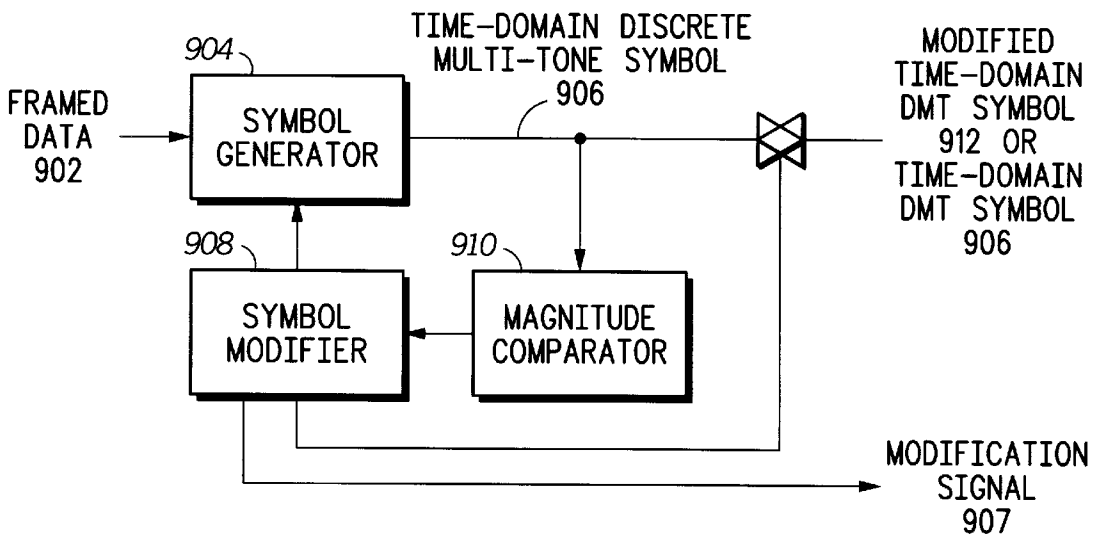 904
SYMBOL
GENERATOR
FRAMED
DATA
902
TIME-DOMAIN DISCRETE
MULTI-TONE SYMBOL
906
MODIFIED
TIME-DOMAIN
DMT SYMBOL
912 OR
TIME-DOMAIN
DMT SYMBOL
906
908
SYMBOL
MODIFIER
910
MAGNITUDE
COMPARATOR
MODIFICATION
SIGNAL
907